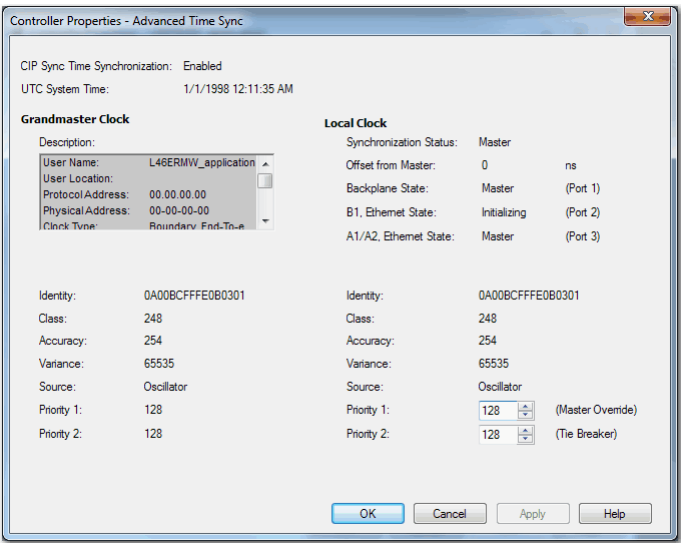 Controller Properties - Advanced Time Sync
CIP Sync Time Synchronization: Enabled
UTC System Time: 1/1/1998 12:11:35 AM
Grandmaster Clock
Description:
User Name: L46ERMW_application
User Location:
Protocol Address: 00.00.00.00
Physical Address: 00-00-00-00
Clock Type: Boundary, End-To-e
Identity: 0A00BCFFFE0B0301
Class: 248
Accuracy: 254
Variance: 65535
Source: Oscillator
Priority 1: 128
Priority 2: 128
Local Clock
Synchronization Status: Master
Offset from Master: 0 ns
Backplane State: Master (Port 1)
B1, Ethernet State: Initializing (Port 2)
A1/A2, Ethernet State: Master (Port 3)
Identity: 0A00BCFFFE0B0301
Class: 248
Accuracy: 254
Variance: 65535
Source: Oscillator
Priority 1: 128 (Master Override)
Priority 2: 128 (Tie Breaker)
OK Cancel Apply Help